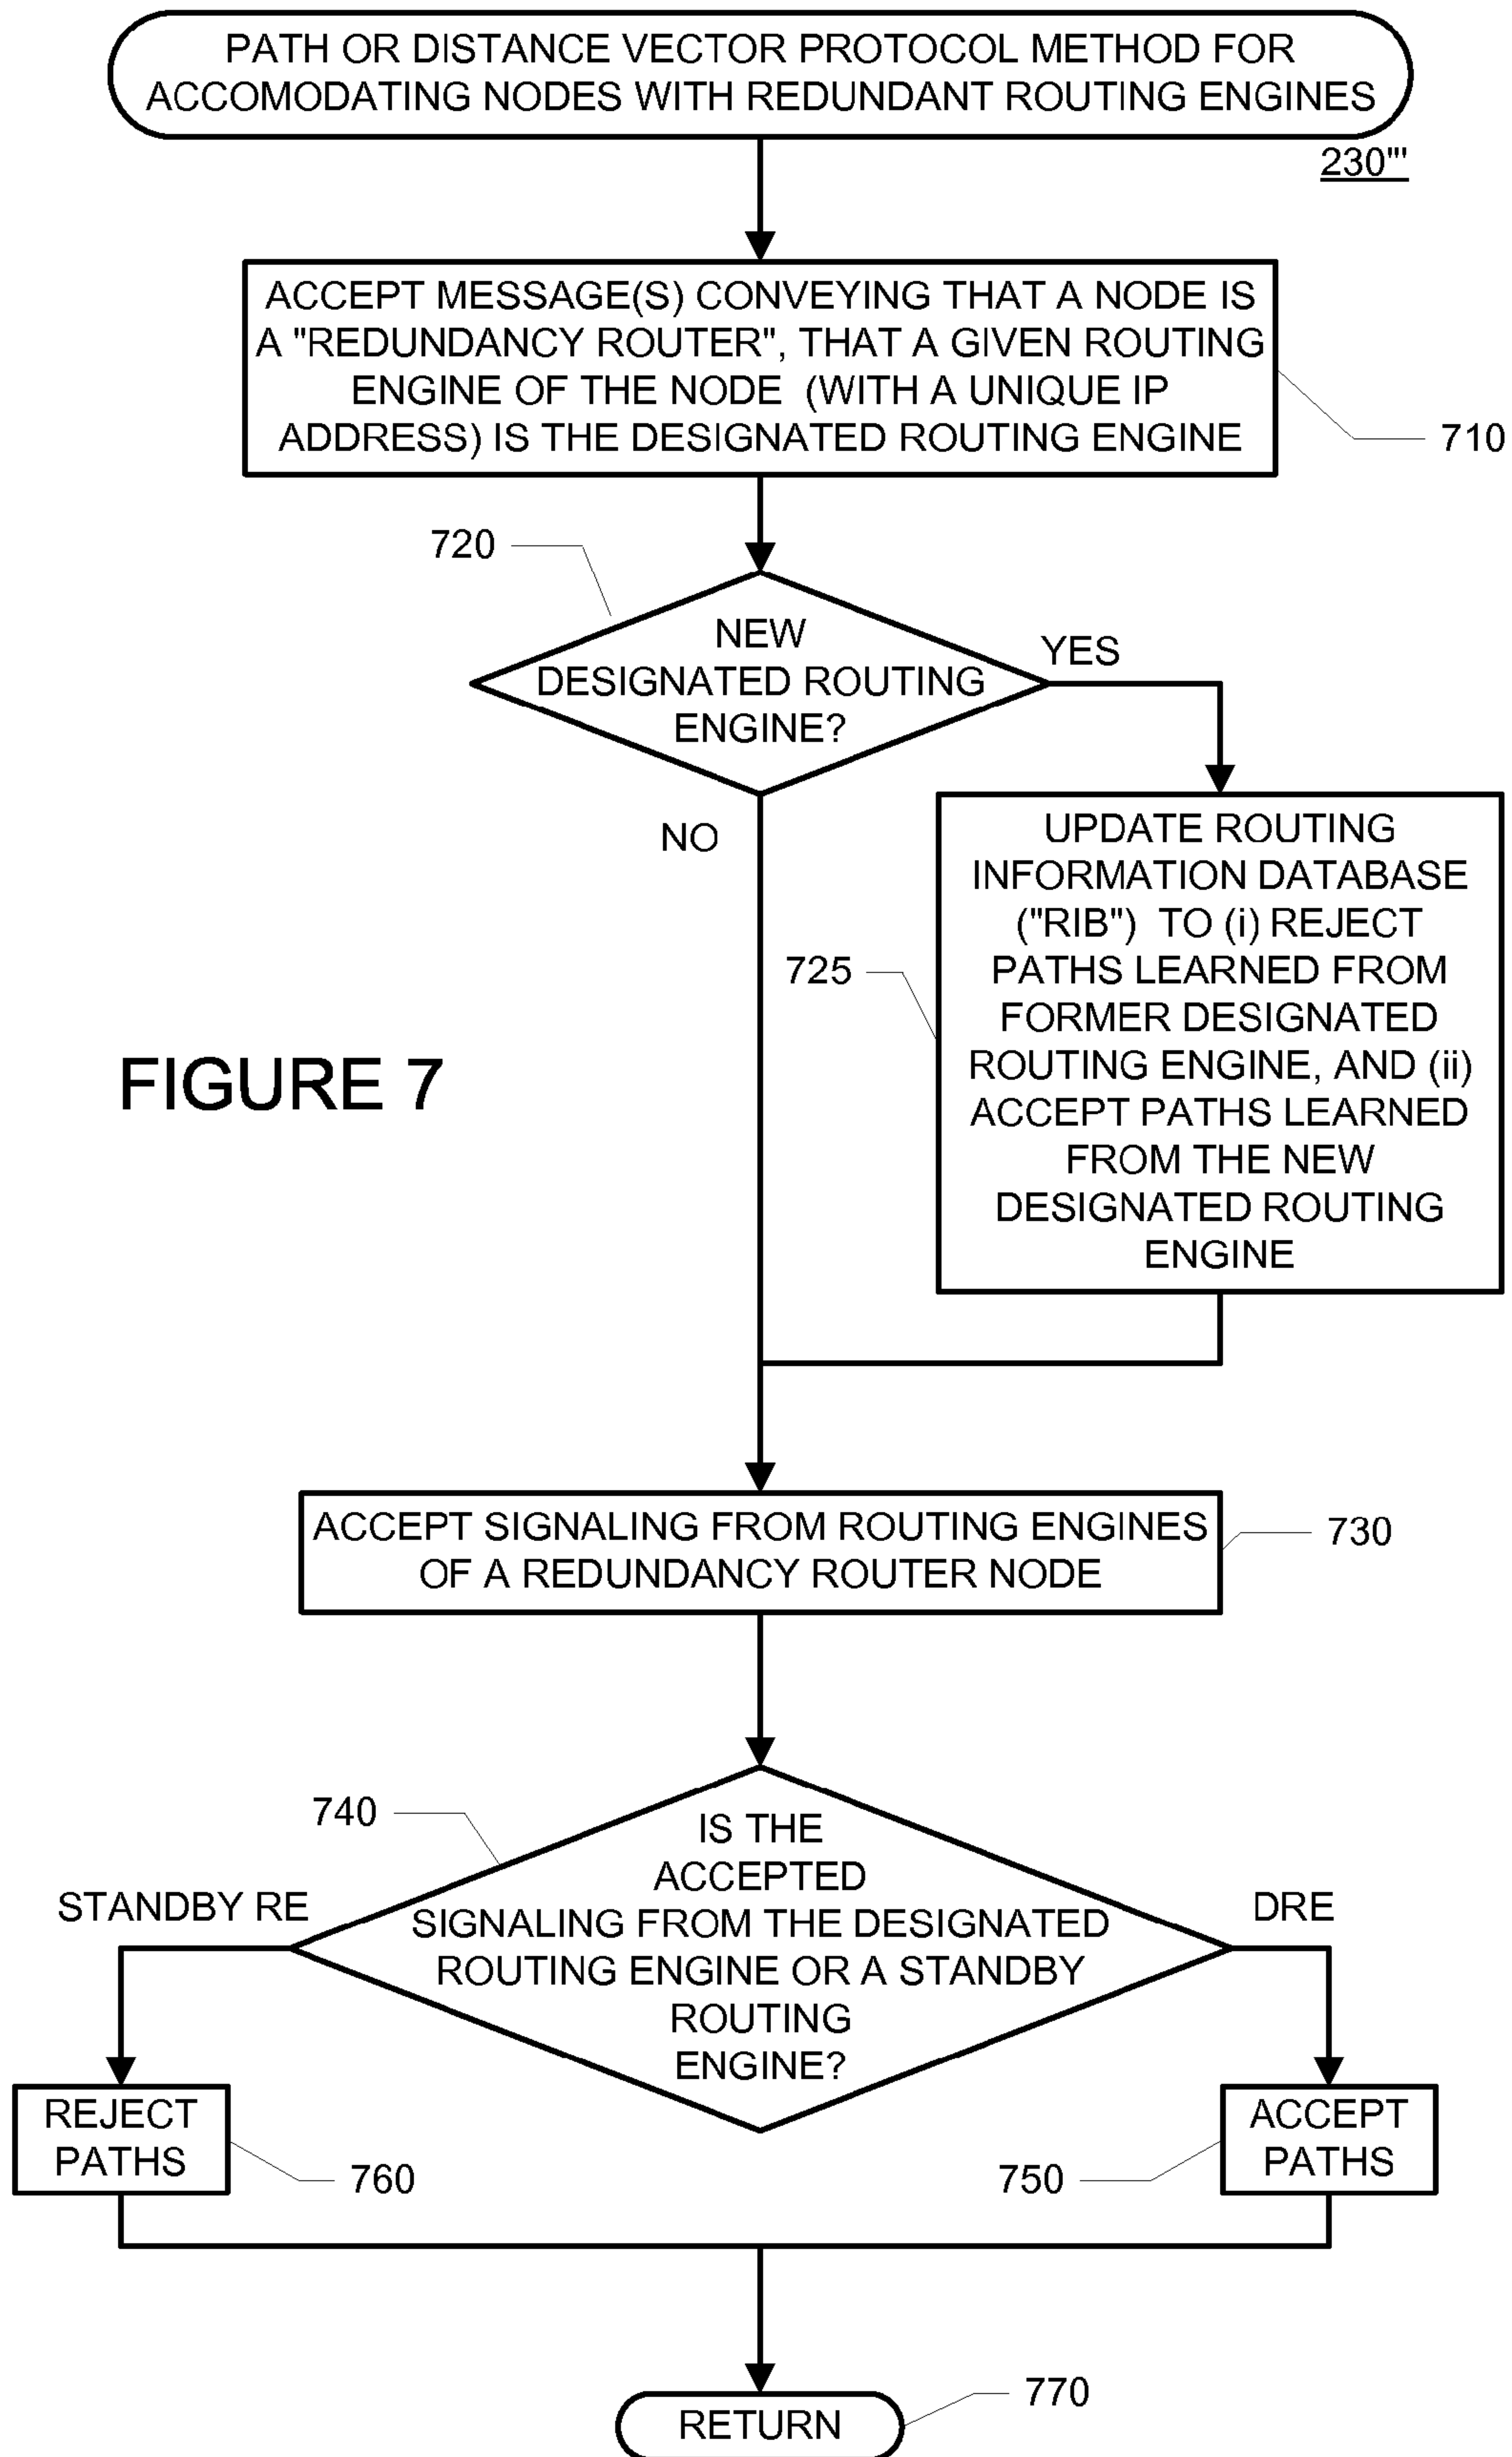 PATH OR DISTANCE VECTOR PROTOCOL METHOD FOR
ACCOMODATING NODES WITH REDUNDANT ROUTING ENGINES
230'''
ACCEPT MESSAGE(S) CONVEYING THAT A NODE IS
A "REDUNDANCY ROUTER", THAT A GIVEN ROUTING
ENGINE OF THE NODE (WITH A UNIQUE IP
ADDRESS) IS THE DESIGNATED ROUTING ENGINE
710
720
NEW
DESIGNATED ROUTING
ENGINE?
YES
NO
UPDATE ROUTING
INFORMATION DATABASE
("RIB") TO (i) REJECT
PATHS LEARNED FROM
FORMER DESIGNATED
ROUTING ENGINE, AND (ii)
ACCEPT PATHS LEARNED
FROM THE NEW
DESIGNATED ROUTING
ENGINE
725
FIGURE 7
ACCEPT SIGNALING FROM ROUTING ENGINES
OF A REDUNDANCY ROUTER NODE
730
740
IS THE
ACCEPTED
SIGNALING FROM THE DESIGNATED
ROUTING ENGINE OR A STANDBY
ROUTING
ENGINE?
STANDBY RE
DRE
REJECT
PATHS
760
750
ACCEPT
PATHS
770
RETURN